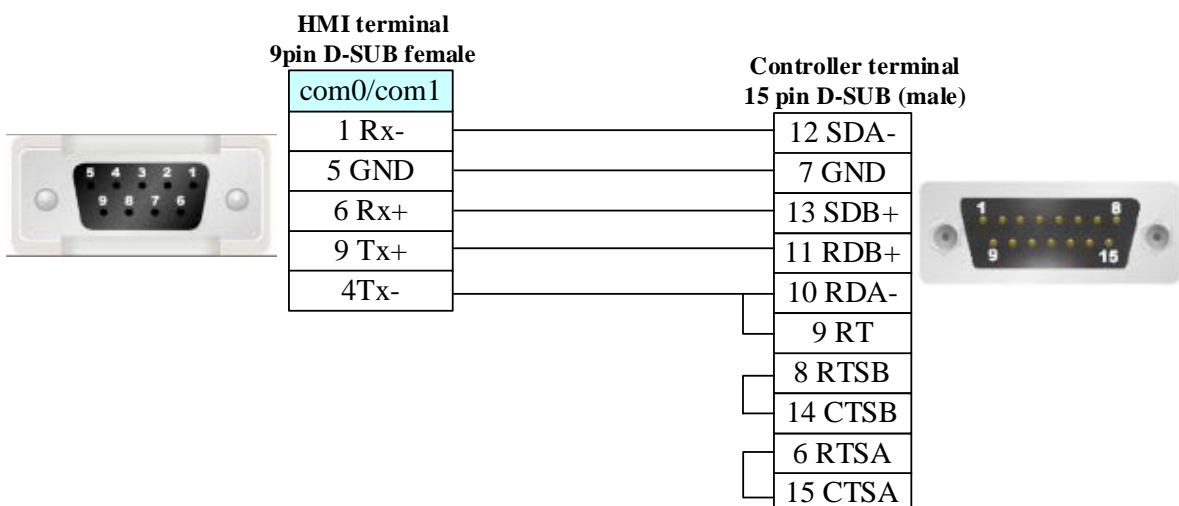 HMI terminal
9pin D-SUB female
com0/com1
1 Rx-
5 GND
6 Rx+
9 Tx+
4Tx-
Controller terminal
15 pin D-SUB (male)
12 SDA-
7 GND
13 SDB+
11 RDB+
10 RDA-
9 RT
8 RTSB
14 CTSB
6 RTSA
15 CTSA
5 4 3 2 1
9 8 7 6
1 8
9 15